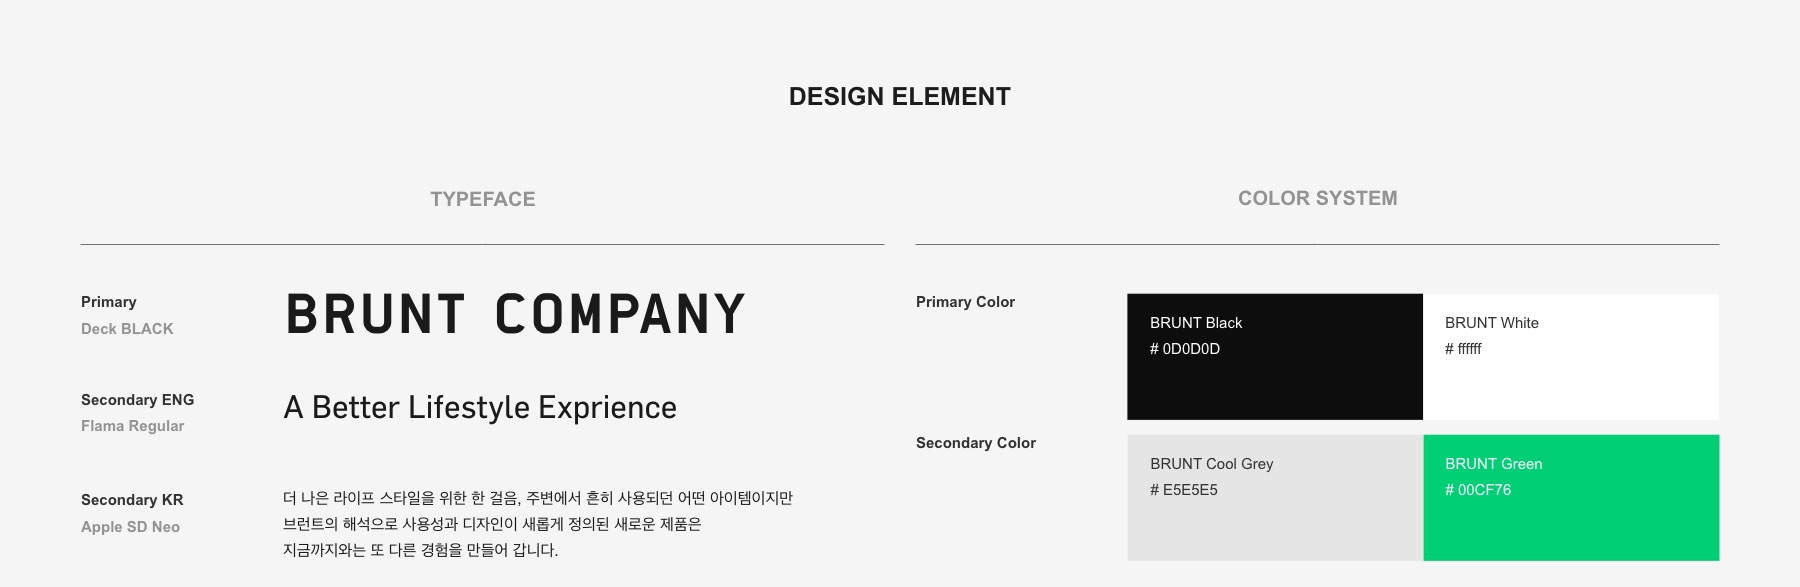 DESIGN ELEMENT
TYPEFACE
Primary
Deck BLACK
BRUNT COMPANY
Secondary ENG
Flama Regular
A Better Lifestyle Exprience
Secondary KR
Apple SD Neo
더 나은 라이프 스타일을 위한 한 걸음, 주변에서 흔히 사용되던 어떤 아이템이지만
브런트의 해석으로 사용성과 디자인이 새롭게 정의된 새로운 제품은
지금까지와는 또 다른 경험을 만들어 갑니다.
COLOR SYSTEM
Primary Color
BRUNT Black
# 0D0D0D
BRUNT White
# ffffff
Secondary Color
BRUNT Cool Grey
# E5E5E5
BRUNT Green
# 00CF76